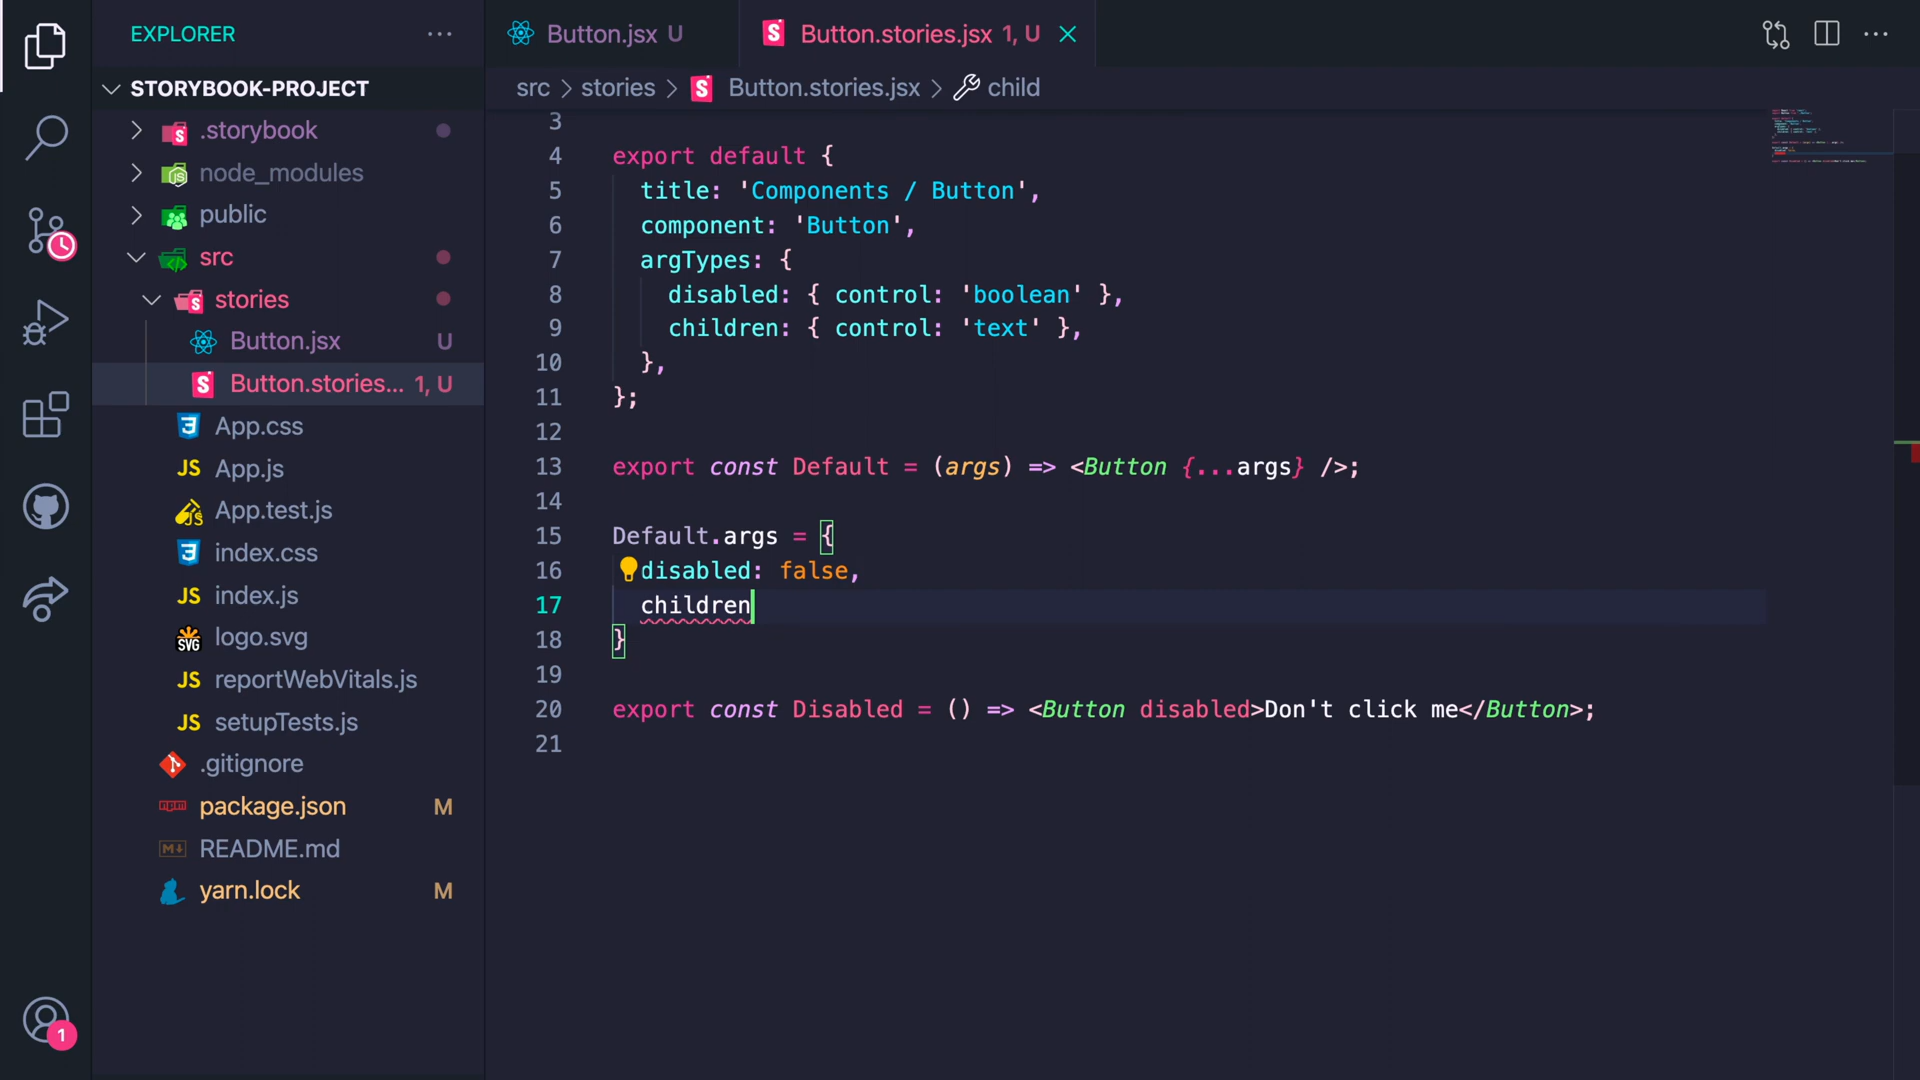 EXPLORER
STORYBOOK-PROJECT
.storybook
node_modules
public
src
stories
Button.jsx U
Button.stories... 1, U
App.css
JS App.js
App.test.js
index.css
JS index.js
SVG logo.svg
JS reportWebVitals.js
JS setupTests.js
.gitignore
package.json M
README.md
yarn.lock M
1
Button.jsx U
Button.stories.jsx 1, U
src > stories > Button.stories.jsx > child
3
4 export default {
5 title: 'Components / Button',
6 component: 'Button',
7 argTypes: {
8 disabled: { control: 'boolean' },
9 children: { control: 'text' },
10 },
11 };
12
13 export const Default = (args) => <Button {...args} />;
14
15 Default.args = {
16 disabled: false,
17 children
18 }
19
20 export const Disabled = () => <Button disabled>Don't click me</Button>;
21